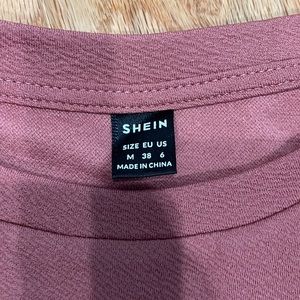 SHEIN
SIZE EU US
M 38 6
MADE IN CHINA